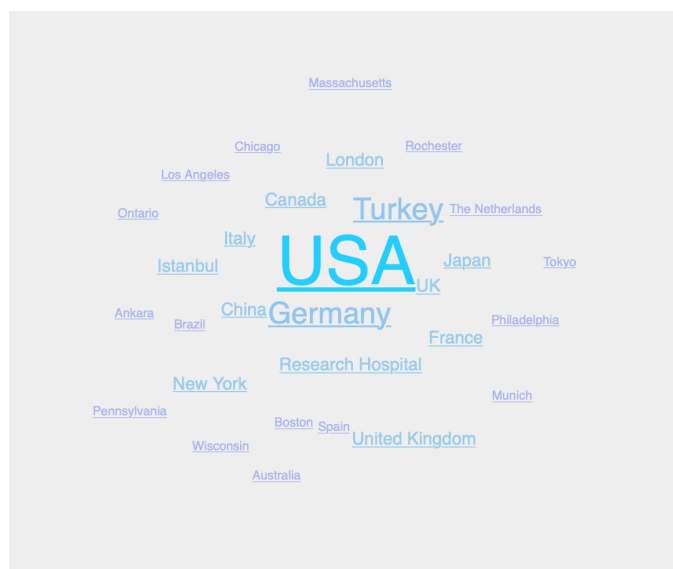 Massachusetts
Chicago
Rochester
London
Los Angeles
Canada
Turkey
The Netherlands
Ontario
Italy
USA
Japan
Tokyo
Istanbul
UK
China
Germany
Ankara
Brazil
Philadelphia
France
Research Hospital
New York
Munich
Pennsylvania
Boston
Spain
United Kingdom
Wisconsin
Australia